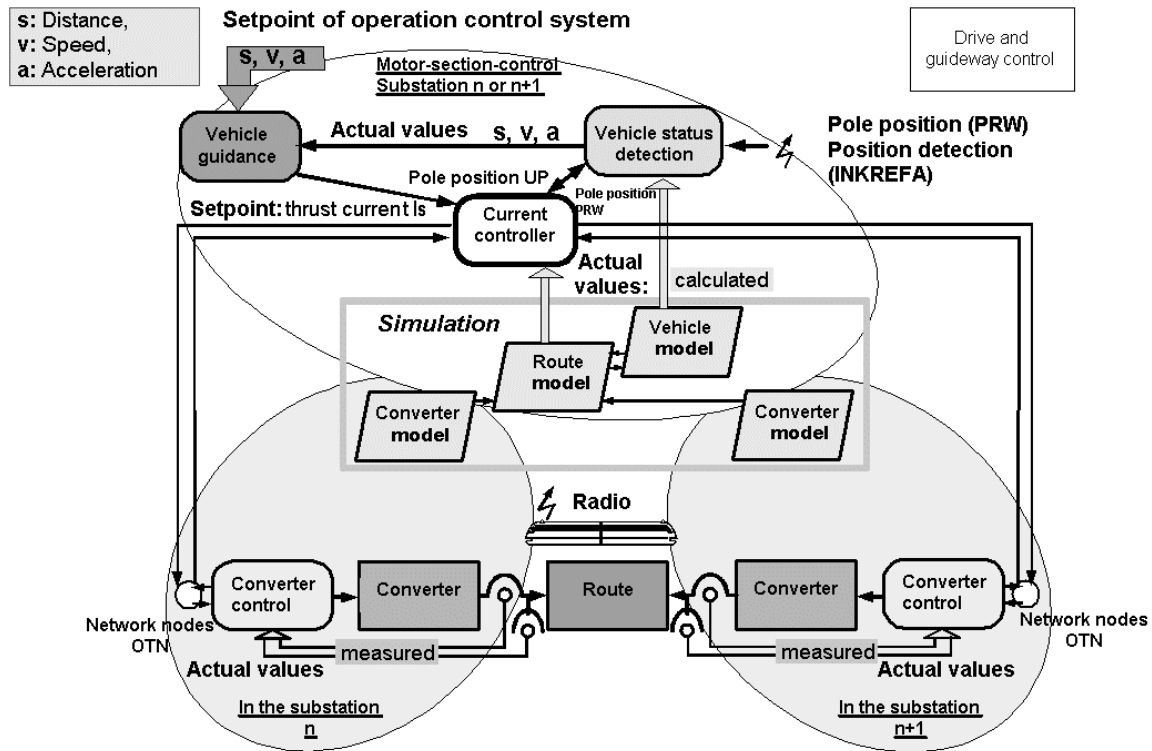 s: Distance,
v: Speed,
a: Acceleration
Setpoint of operation control system
Drive and
guideway control
s, v, a
Motor-section-control
Substation n or n+1
Vehicle
guidance
Actual values s, v, a
Vehicle status
detection
Pole position (PRW)
Position detection
(INKREFA)
Pole position UP
Pole position
PRW
Setpoint: thrust current Is
Current
controller
Actual
values:
calculated
Simulation
Vehicle
model
Route
model
Converter
model
Converter
model
Radio
Converter
control
Converter
Route
Converter
Converter
control
Network nodes
OTN
Network nodes
OTN
measured
Actual values
measured
Actual values
In the substation
n
In the substation
n+1